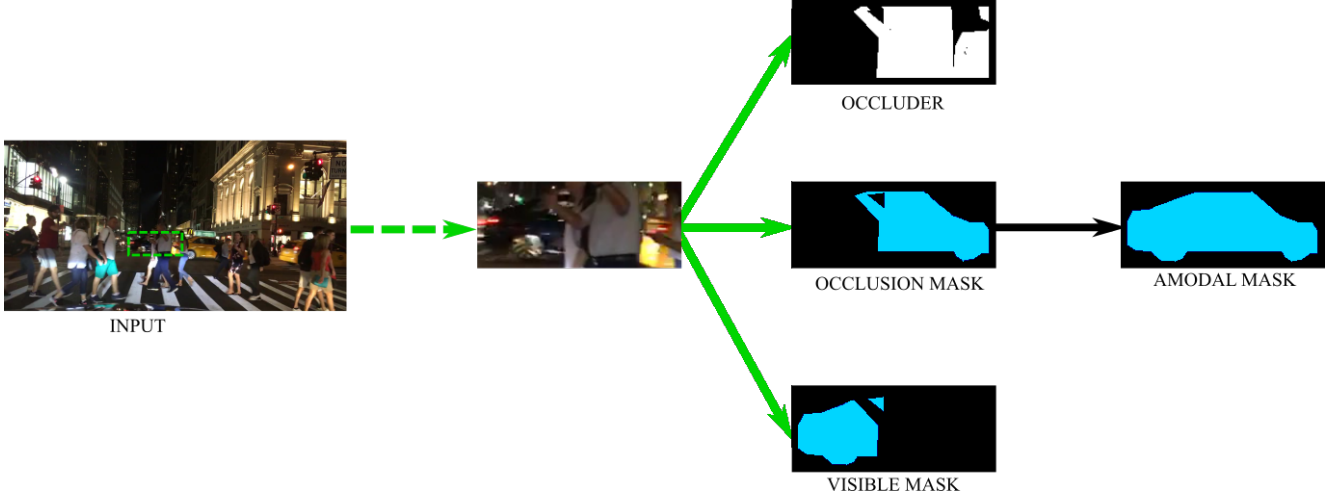 OCCLUDER
INPUT
OCCLUSION MASK
AMODAL MASK
VISIBLE MASK